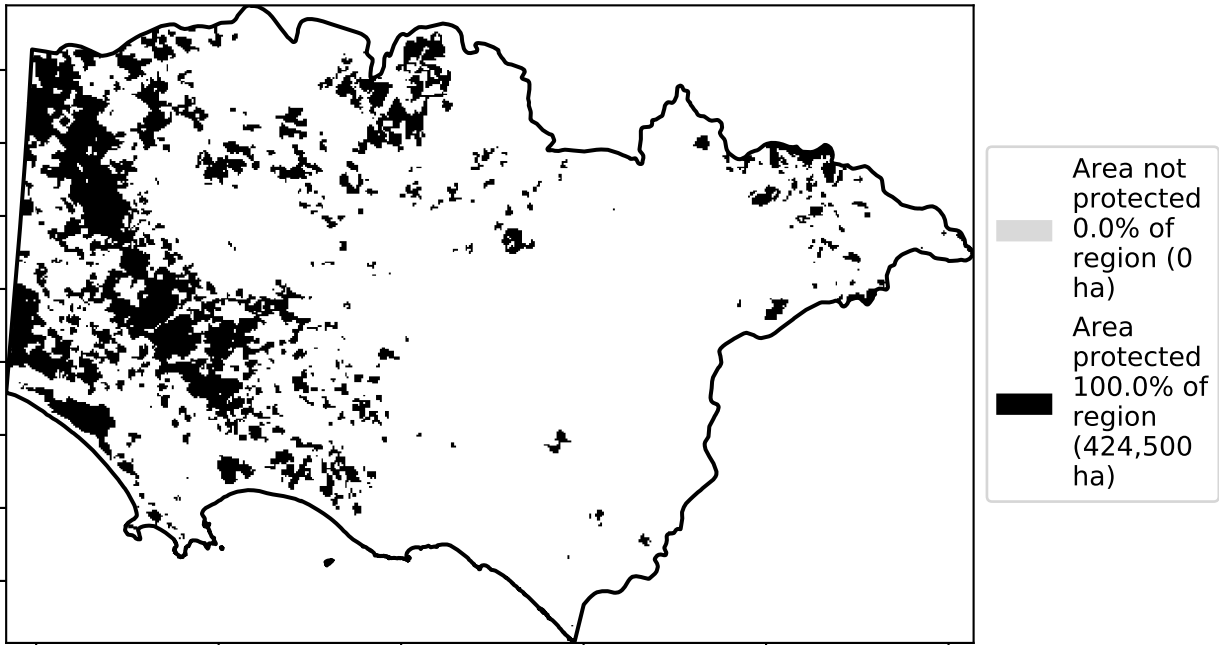 Area not
protected
0.0% of
region (0
ha)
Area
protected
100.0% of
region
(424,500
ha)